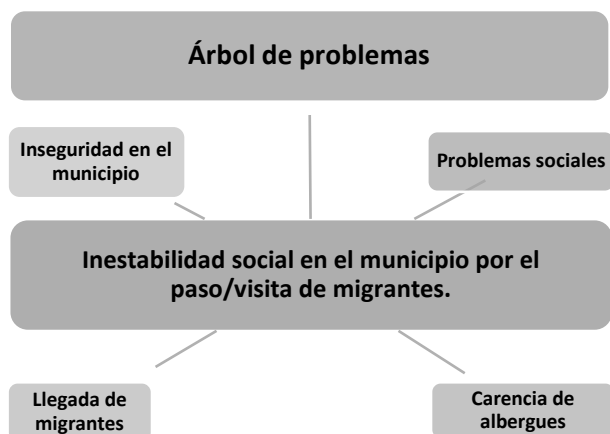 Árbol de problemas
Inseguridad en el
municipio
Problemas sociales
Inestabilidad social en el municipio por el
paso/visita de migrantes.
Llegada de
migrantes
Carencia de
albergues